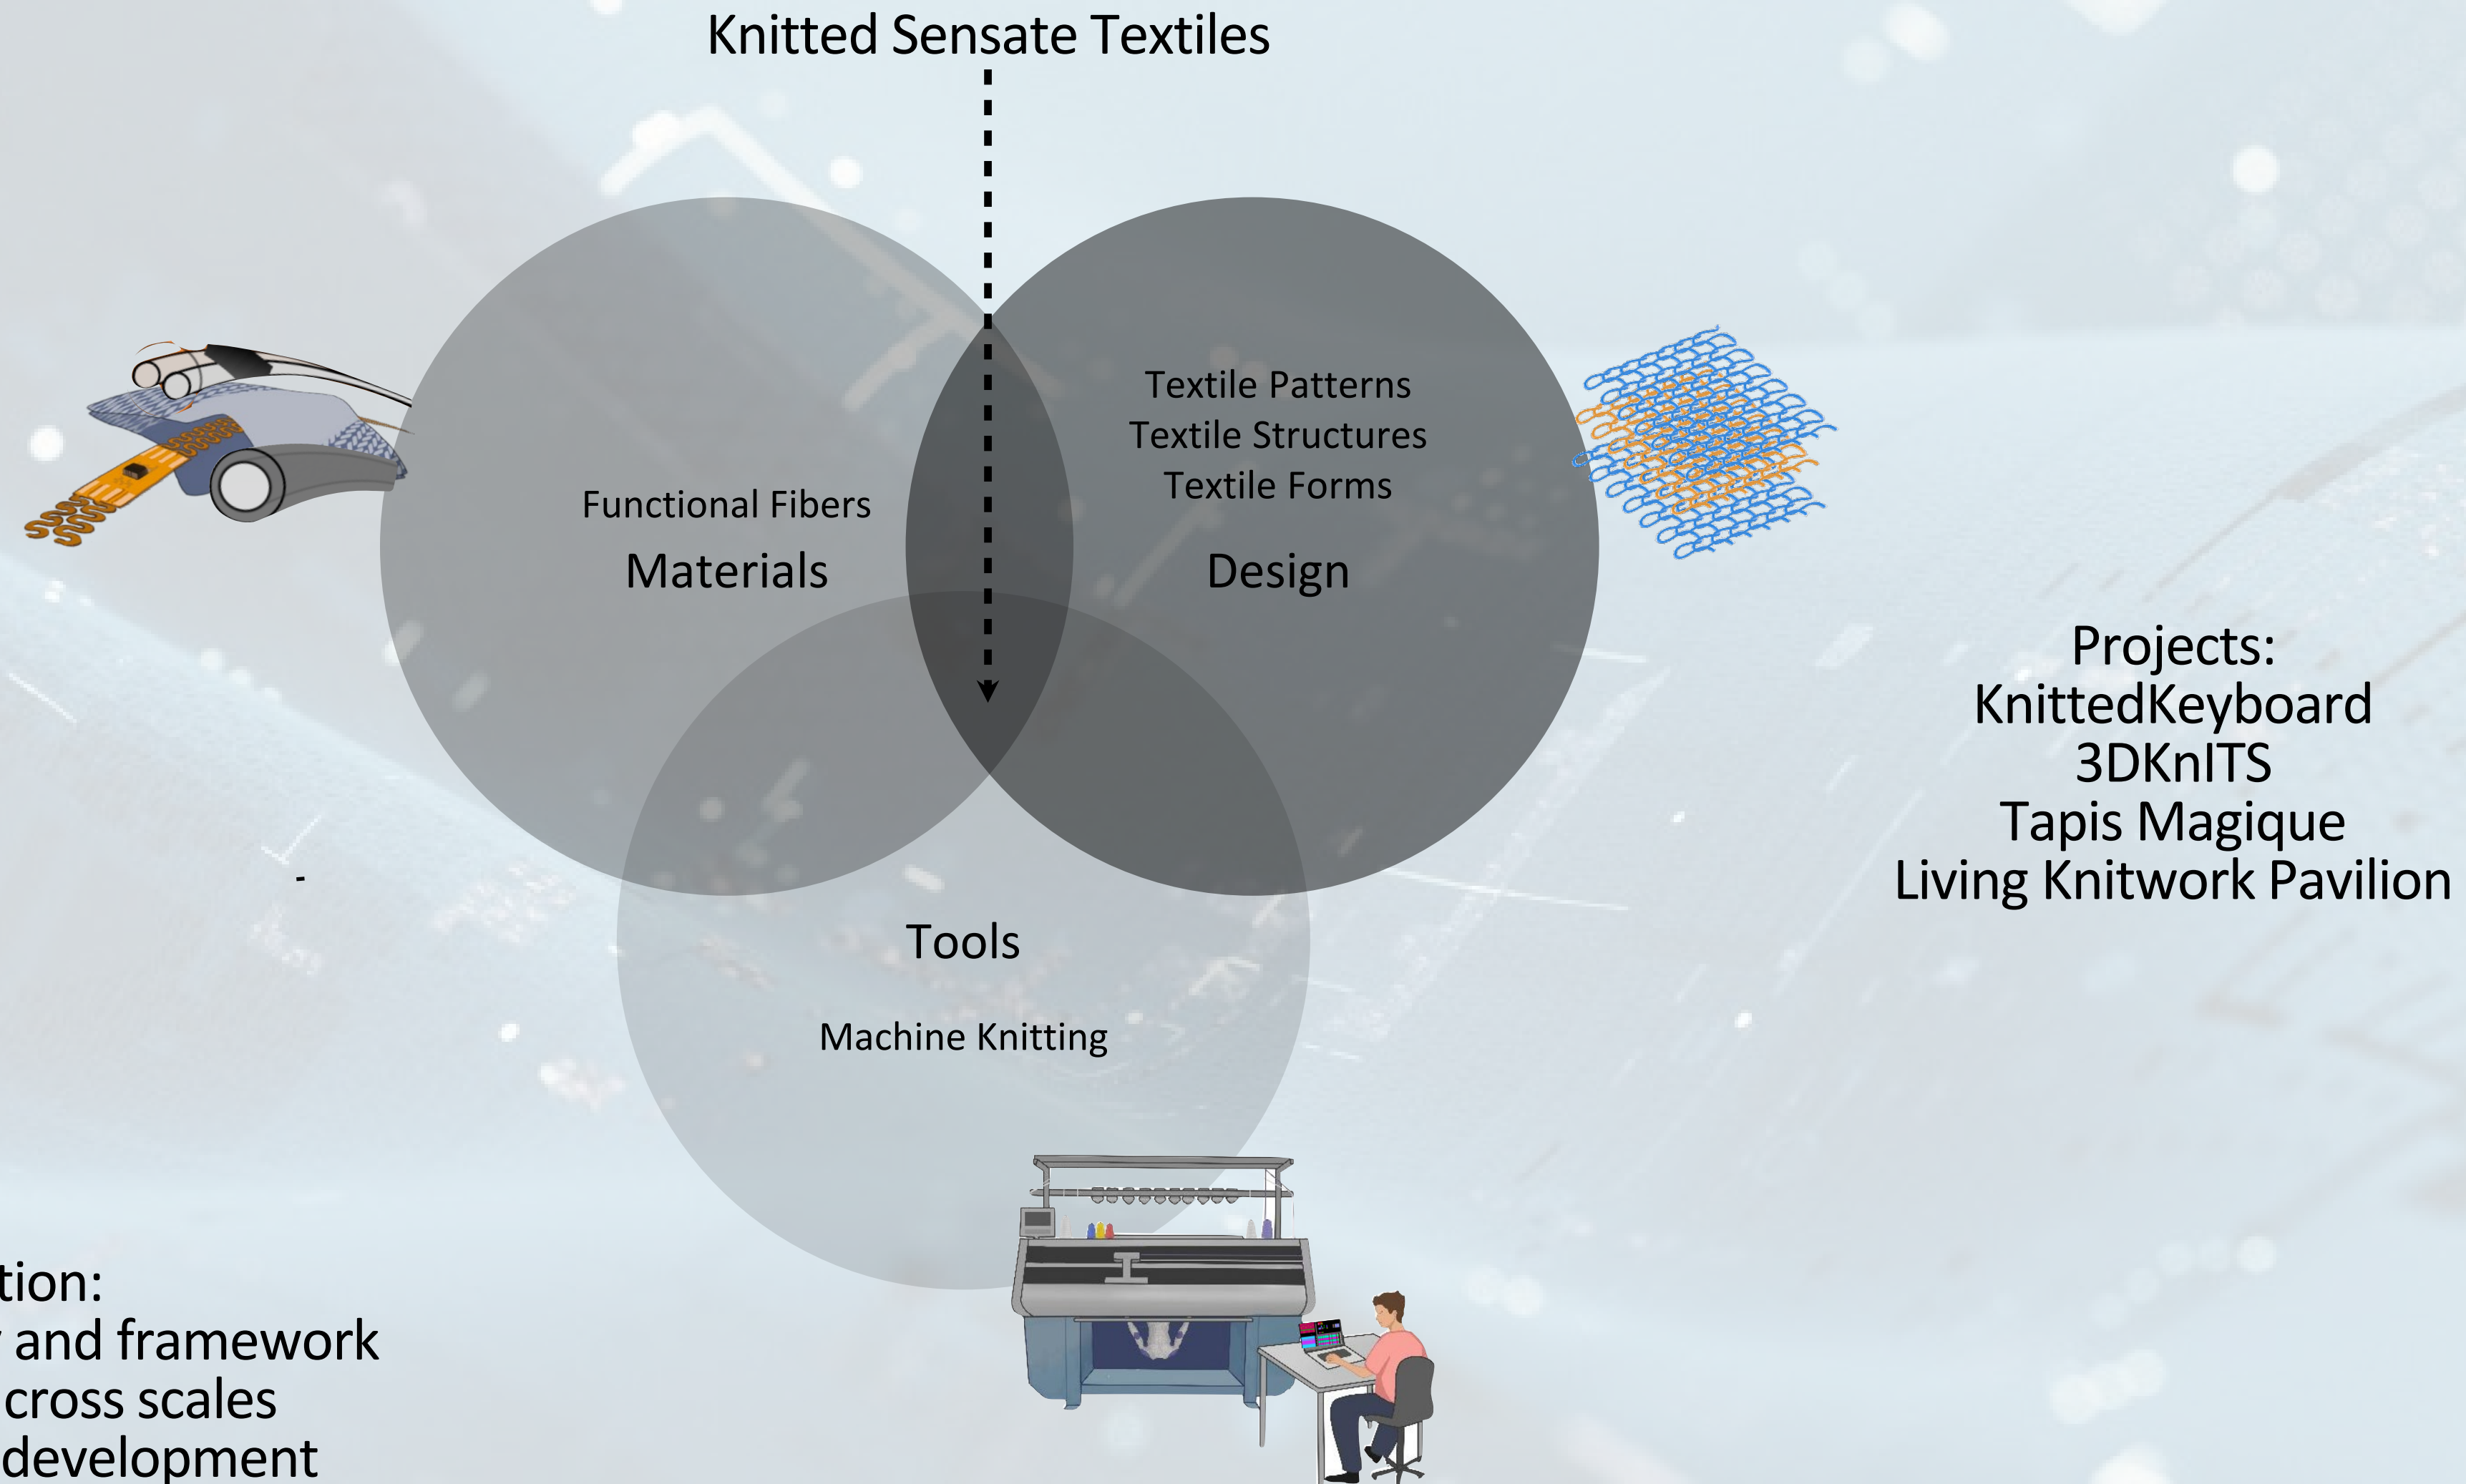 Knitted Sensate Textiles
Textile Patterns
Textile Structures
Textile Forms
Functional Fibers
Materials
Design
Projects:
KnittedKeyboard
3DKnITS
Tapis Magique
Living Knitwork Pavilion
-
Tools
Machine Knitting
and framework
cross scales
development